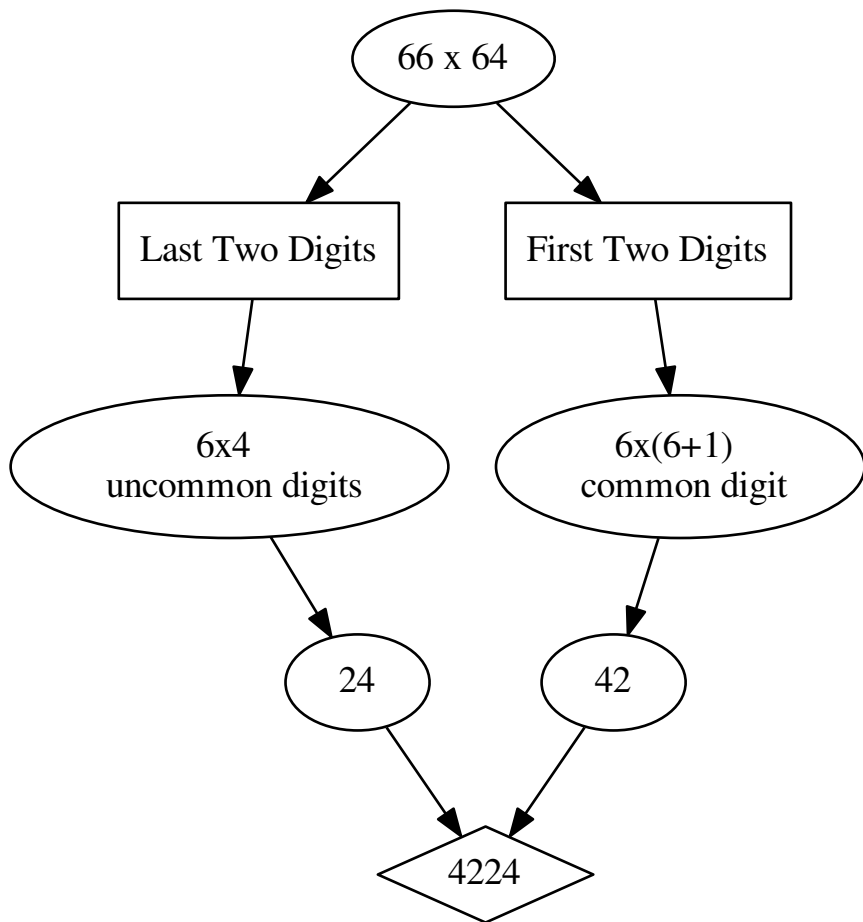 66 x 64
Last Two Digits
First Two Digits
6x4
uncommon digits
6x(6+1)
common digit
24
42
4224